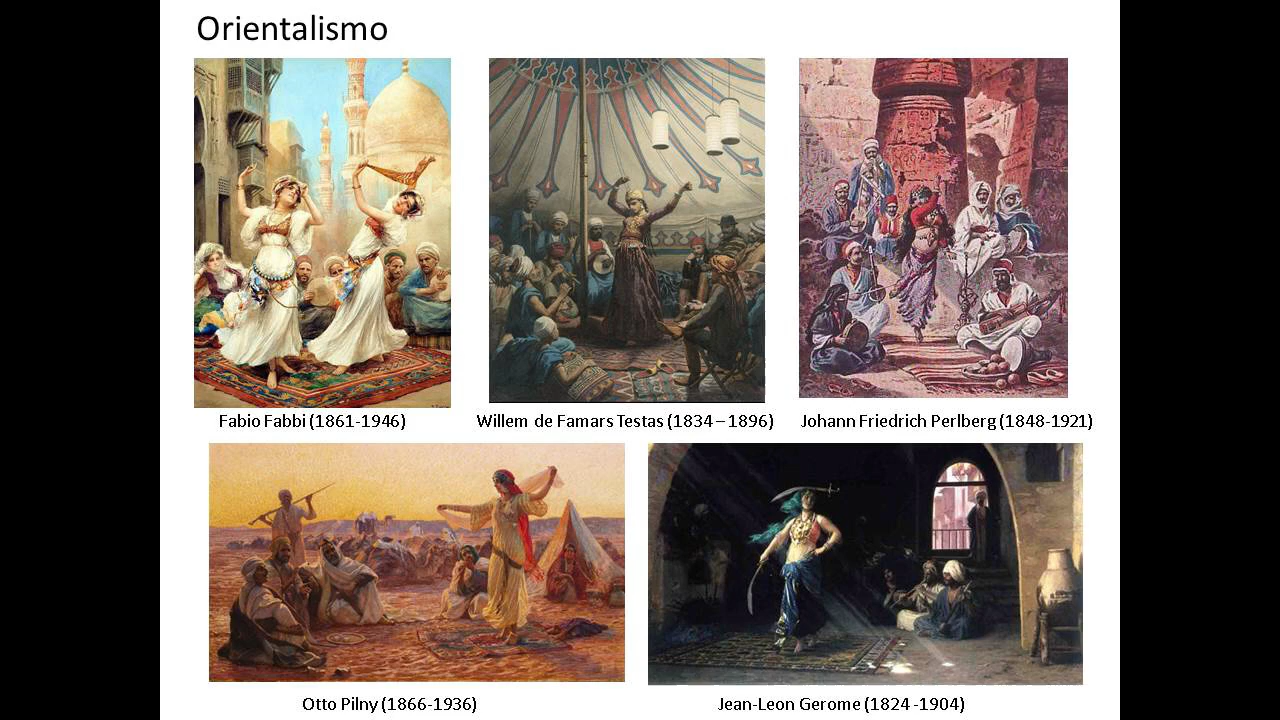 Orientalismo
Fabio Fabbi (1861-1946)
Willem de Famars Testas (1834 – 1896)
Johann Friedrich Perlberg (1848-1921)
Otto Pilny (1866-1936)
Jean-Leon Gerome (1824 -1904)